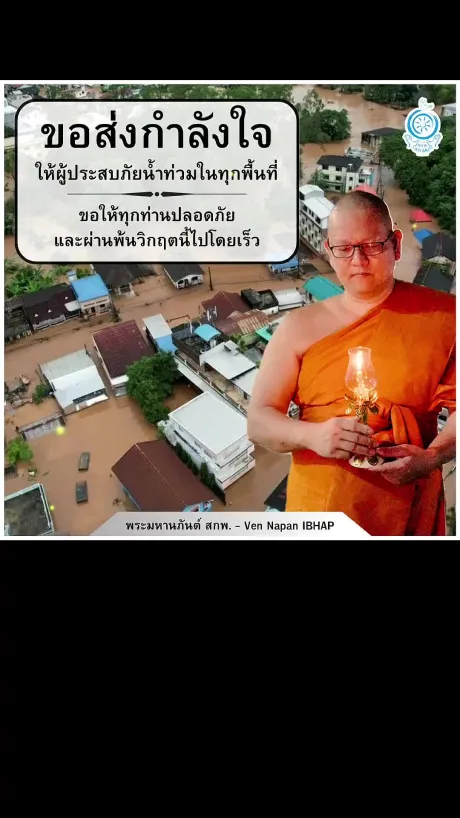 ขอส่งกำลังใจ
ให้ผู้ประสบภัยน้ำท่วมในทุกพื้นที่
ขอให้ทุกท่านปลอดภัย
และผ่านพ้นวิกฤตนี้ไปโดยเร็ว
พระมหานภันต์ สกพ. – Ven Napan IBHAP